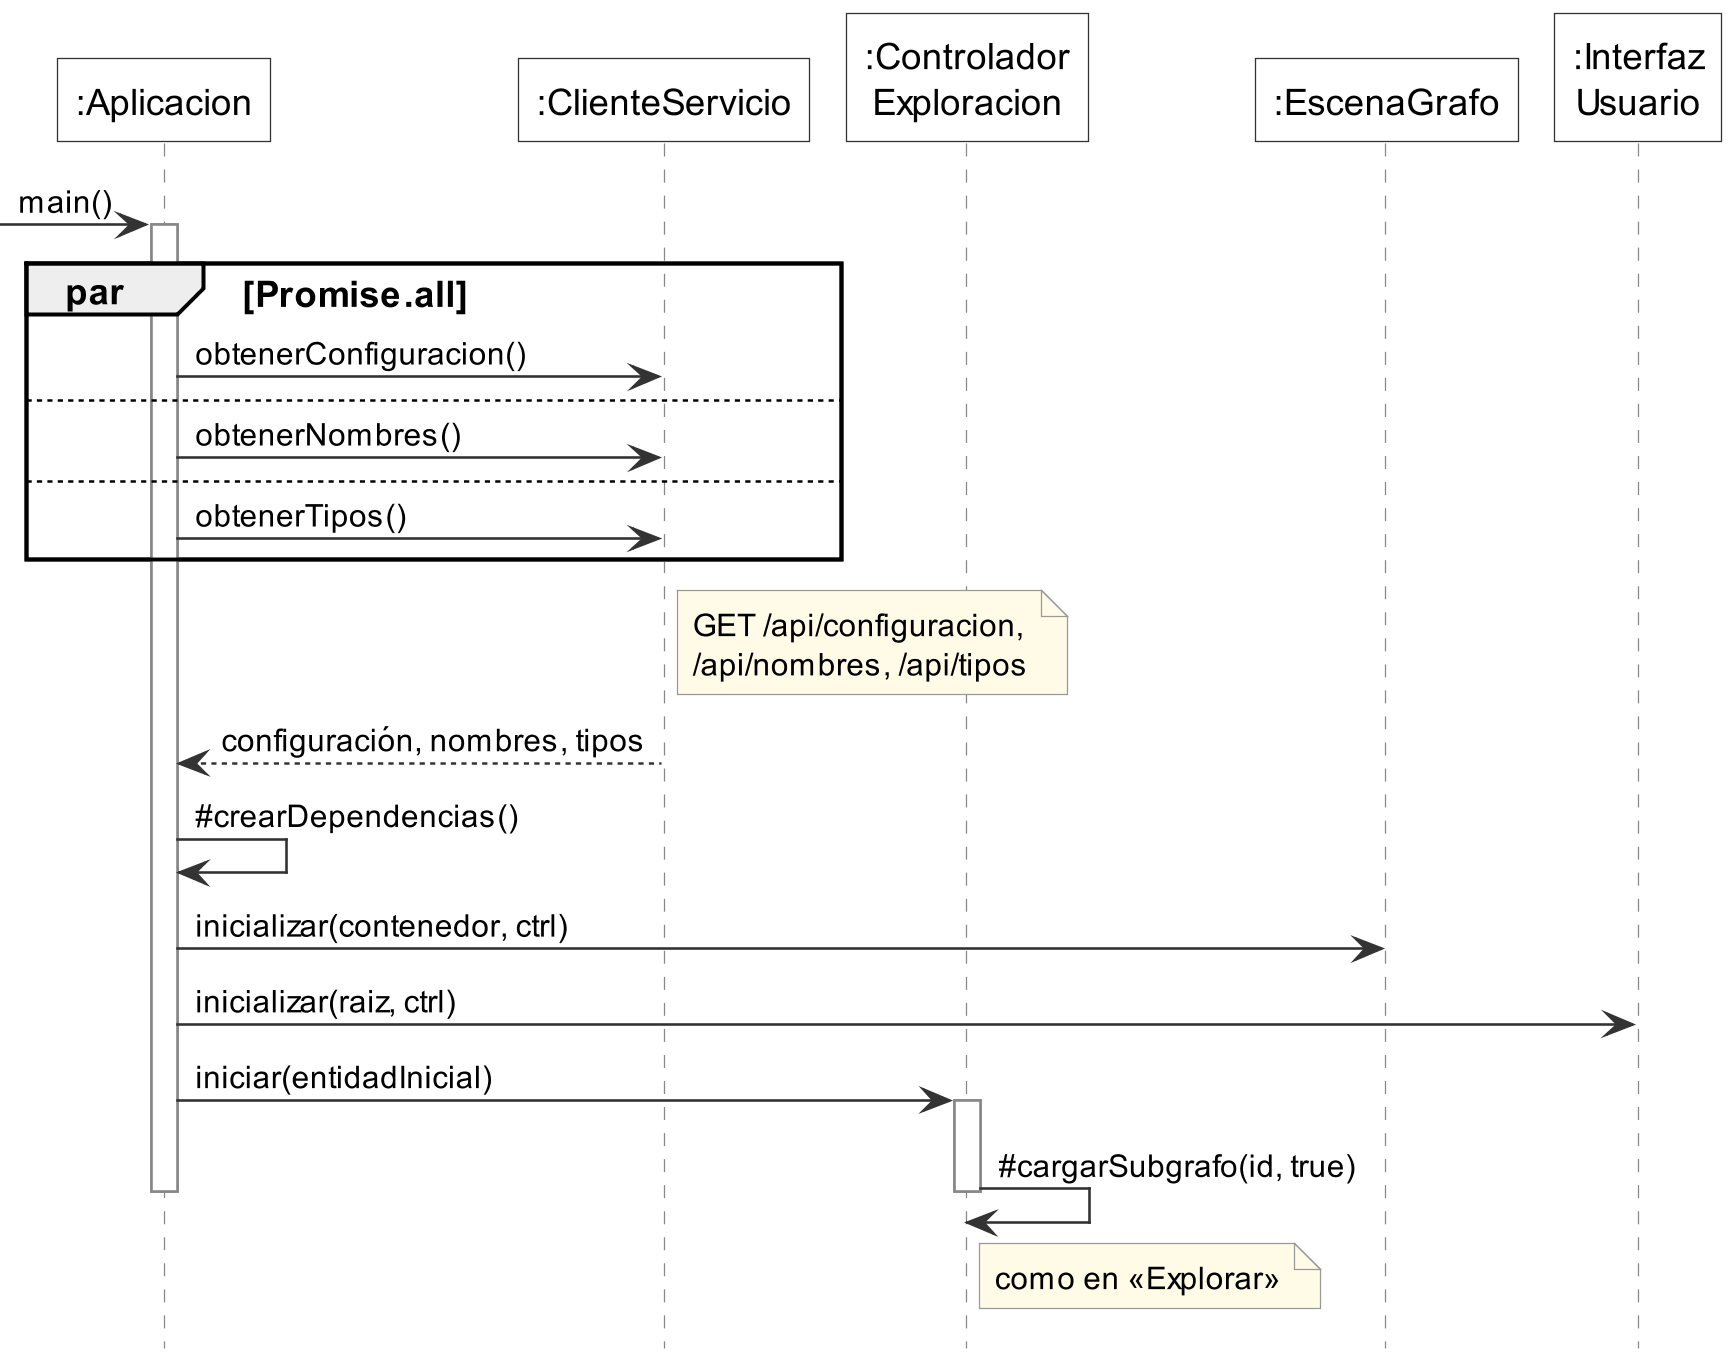 :Aplicacion
:ClienteServicio
:Controlador
Exploracion
:EscenaGrafo
:Interfaz
Usuario
main()
par [Promise.all]
obtenerConfiguracion()
obtenerNombres()
obtenerTipos()
GET /api/configuracion,
/api/nombres, /api/tipos
configuración, nombres, tipos
#crearDependencias()
inicializar(contenedor, ctrl)
inicializar(raiz, ctrl)
iniciar(entidadInicial)
#cargarSubgrafo(id, true)
como en «Explorar»